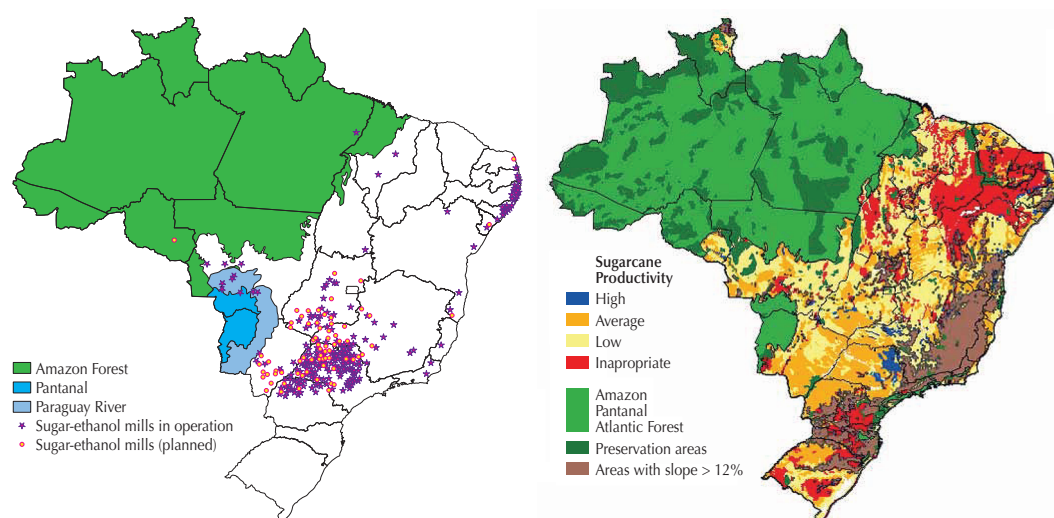 Amazon Forest
Pantanal
Paraguay River
Sugar-ethanol mills in operation
Sugar-ethanol mills (planned)
Sugarcane
Productivity
High
Average
Low
Inapropriate
Amazon
Pantanal
Atlantic Forest
Preservation areas
Areas with slope > 12%